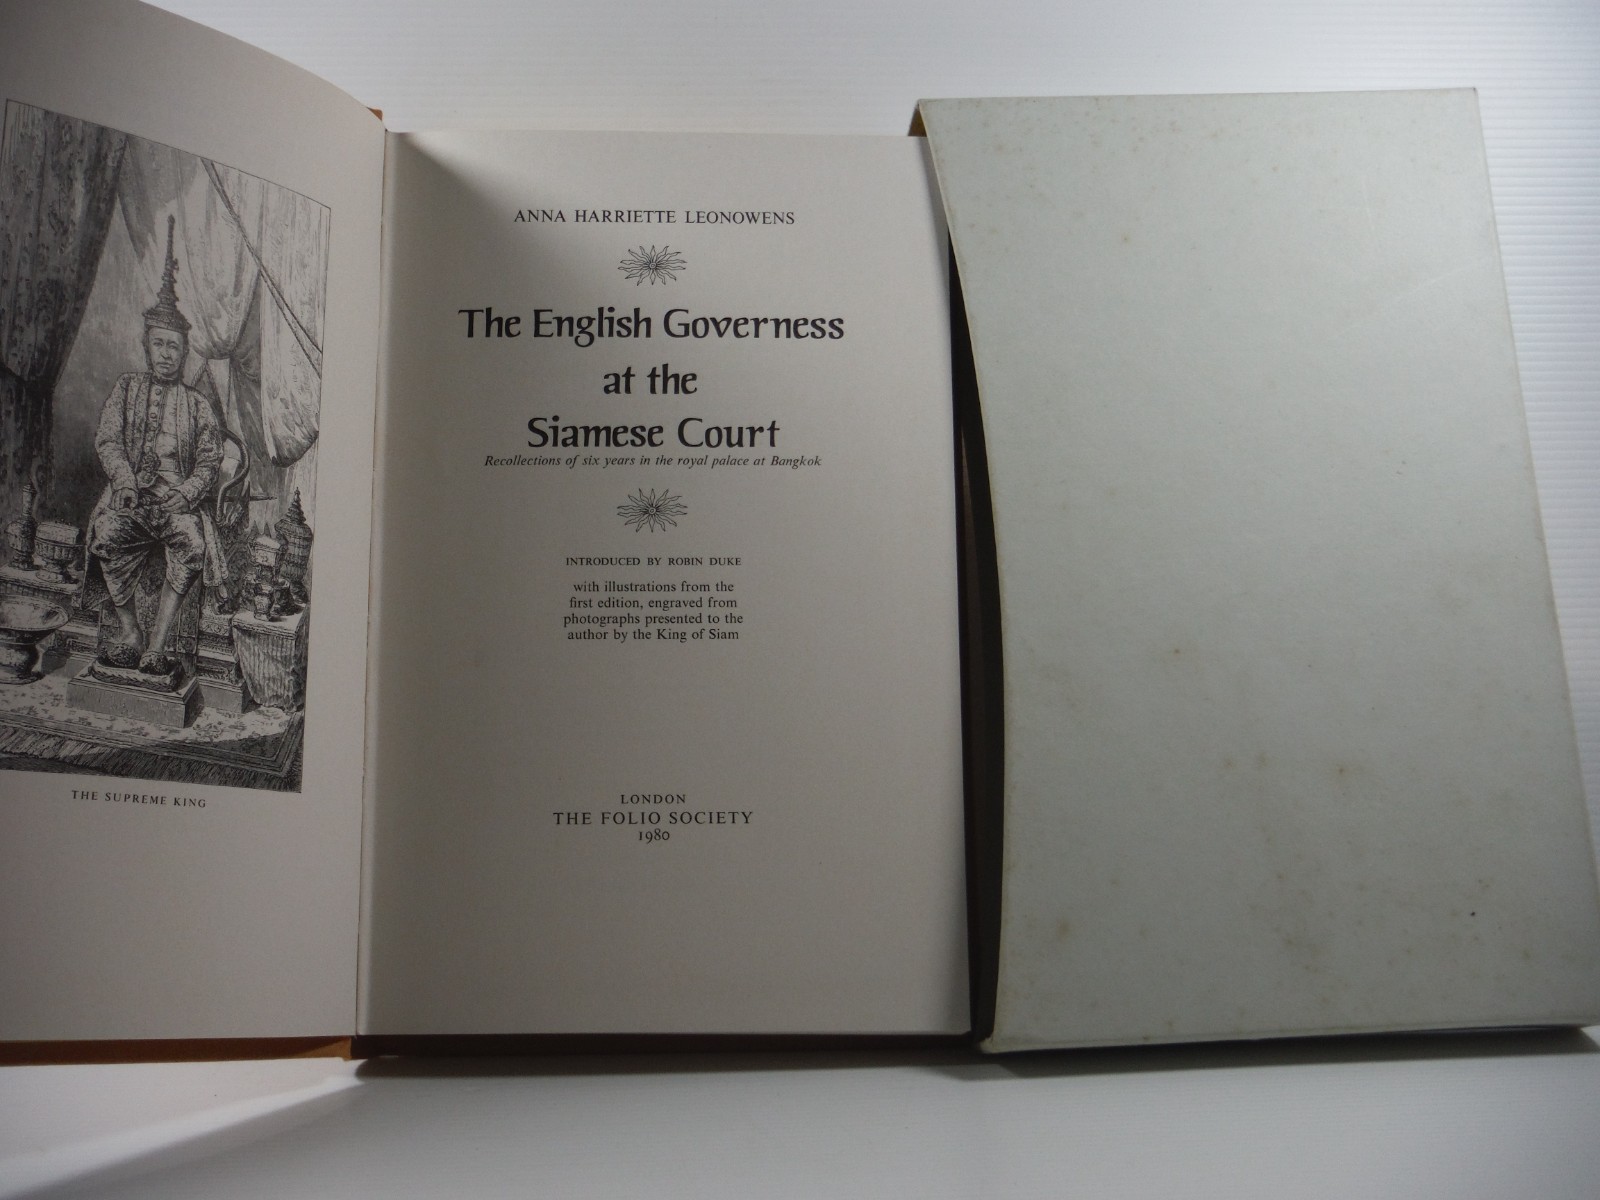 THE SUPREME KING
ANNA HARRIETTE LEONOWENS
The English Governess
at the
Siamese Court
Recollections of six years in the royal palace at Bangkok
INTRODUCED BY ROBIN DUKE
with illustrations from the
first edition, engraved from
photographs presented to the
author by the King of Siam
LONDON
THE FOLIO SOCIETY
1980